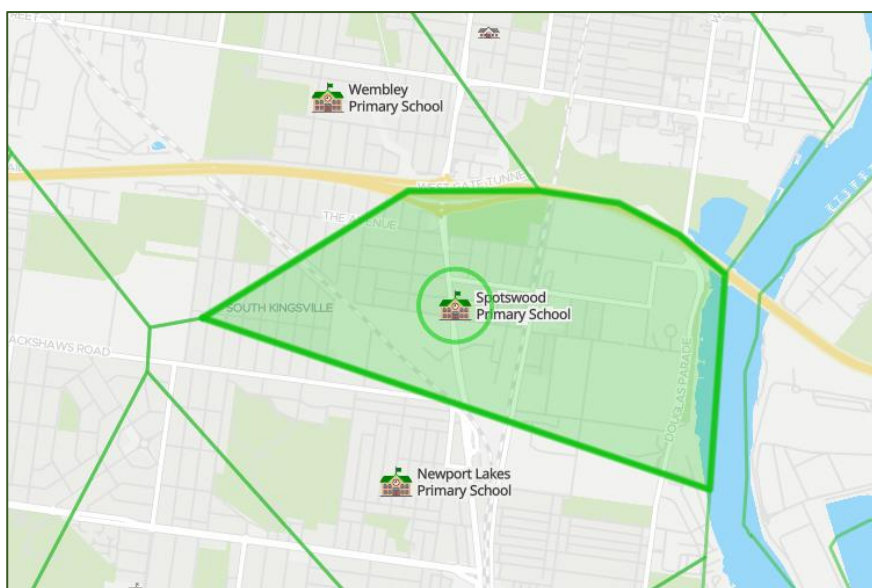 Wembley
Primary School
WEST GATE TUNNEL
THE AVENUE
SOUTH KINGSVILLE
Spotswood
Primary School
ACKSHAWS ROAD
DOUGLAS PARADE
Newport Lakes
Primary School